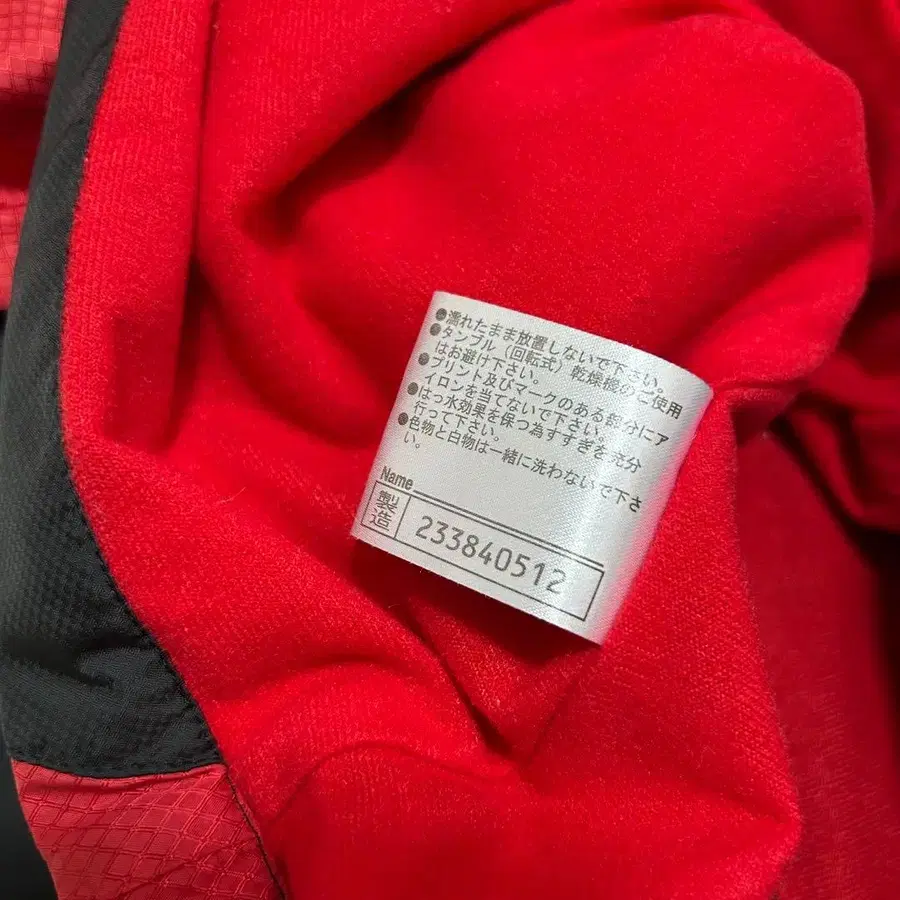 ●濡れたまま放置しないで下さい。
●タンブル（回転式）乾燥機のご使用
はお避け下さい。
●プリント及びマークのある部分にア
イロンを当てないで下さい。
●はっ水効果を保つ為すすぎを充分
行って下さい。
●色物と白物は一緒に洗わないで下さ
い。
Name
製造 233840512